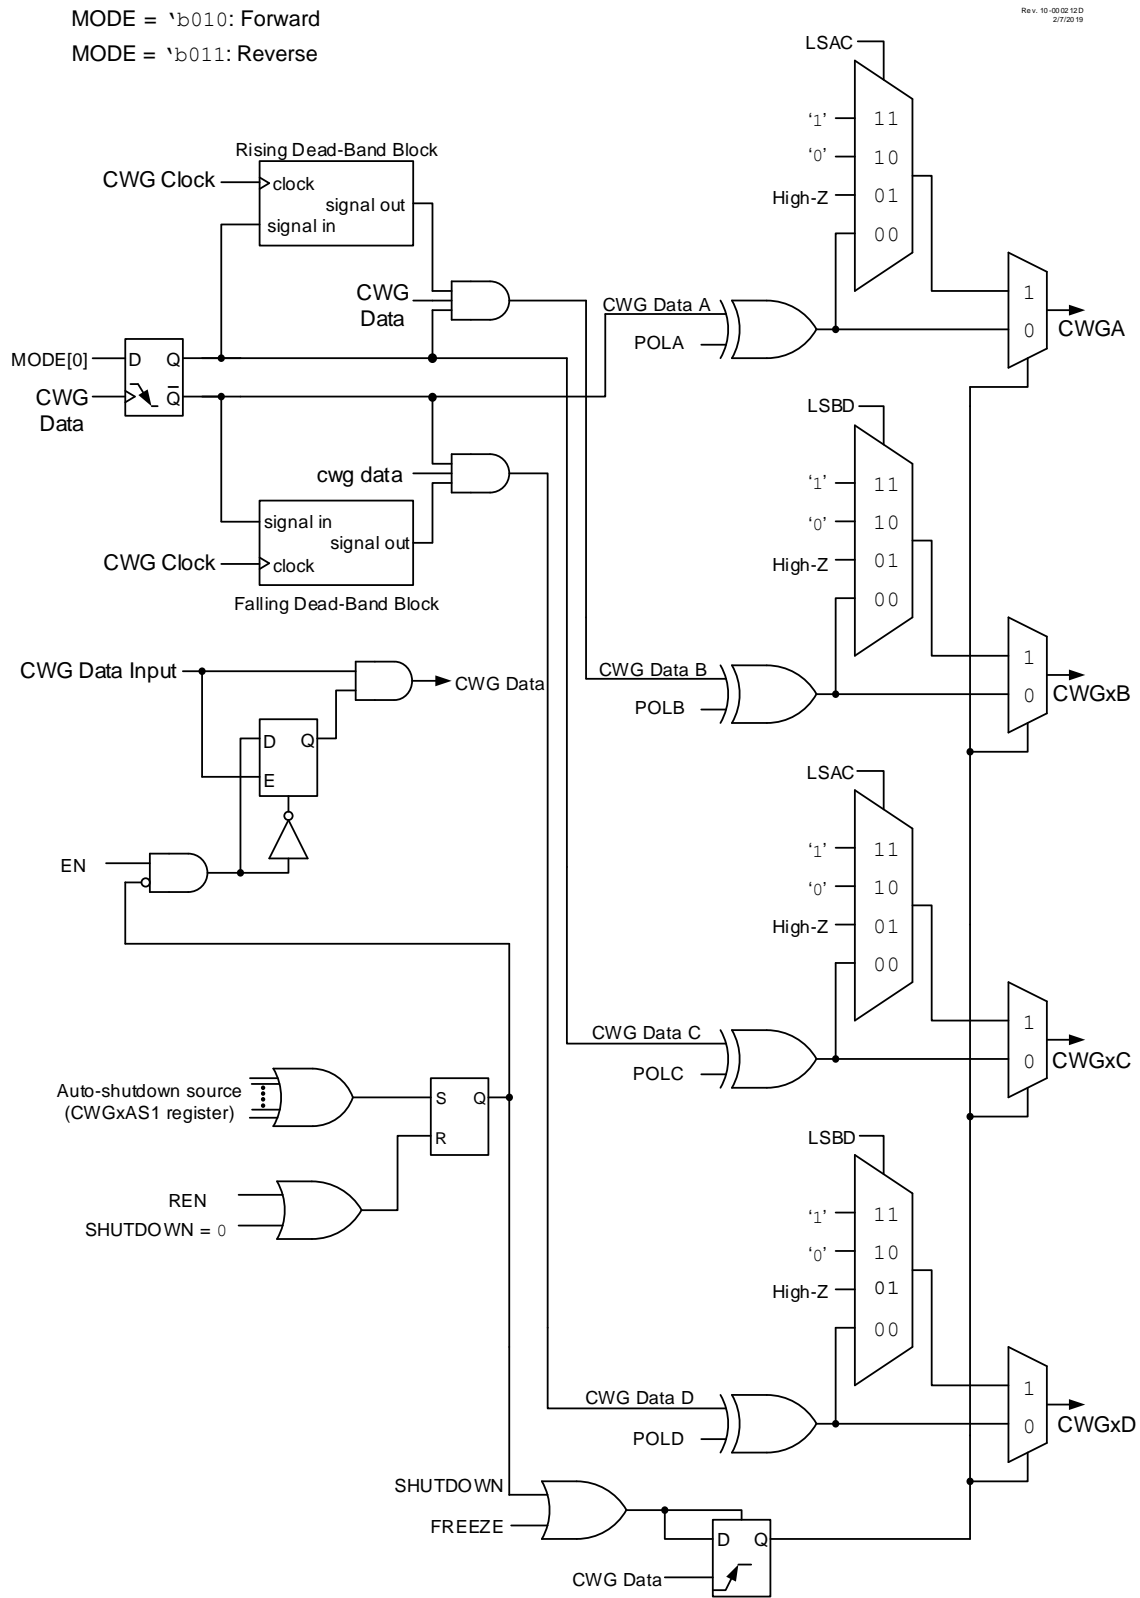 MODE = ‘b010: Forward
MODE = ‘b011: Reverse
Rev. 10-000212D
2/7/2019
LSAC
‘1’ 11
‘0’ 10
High-Z 01
00
Rising Dead-Band Block
CWG Clock
clock
signal out
signal in
CWG
Data
CWG Data A
POLA
1
0
CWGA
MODE[0]
D Q
CWG
Data
Q̅
cwg data
signal in
signal out
CWG Clock
clock
Falling Dead-Band Block
LSBD
‘1’ 11
‘0’ 10
High-Z 01
00
CWG Data Input
CWG Data
D Q
E
EN
CWG Data B
POLB
1
0
CWGxB
LSAC
‘1’ 11
‘0’ 10
High-Z 01
00
CWG Data C
POLC
1
0
CWGxC
Auto-shutdown source
(CWGxAS1 register)
S Q
R
REN
SHUTDOWN = 0
LSBD
‘1’ 11
‘0’ 10
High-Z 01
00
CWG Data D
POLD
1
0
CWGxD
SHUTDOWN
FREEZE
D Q
CWG Data